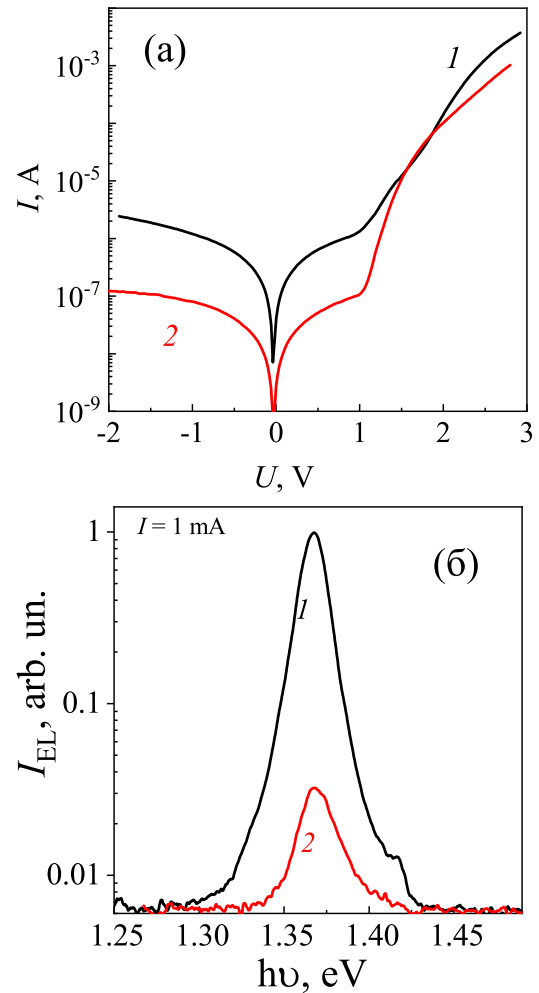 (а)
1
2
I, A
10⁻³
10⁻⁵
10⁻⁷
10⁻⁹
-2 -1 0 1 2 3
U, V
I = 1 mA
(б)
1
2
I_EL, arb. un.
1
0.1
0.01
1.25 1.30 1.35 1.40 1.45
hυ, eV